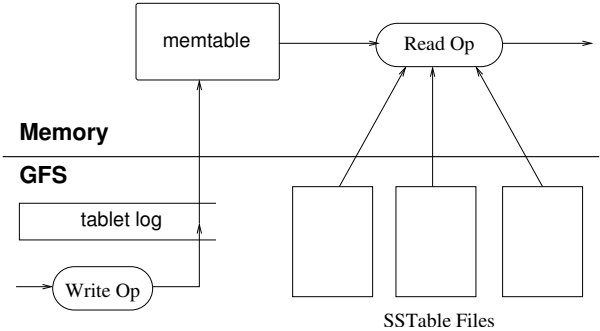 memtable
Read Op
Memory
GFS
tablet log
Write Op
SSTable Files